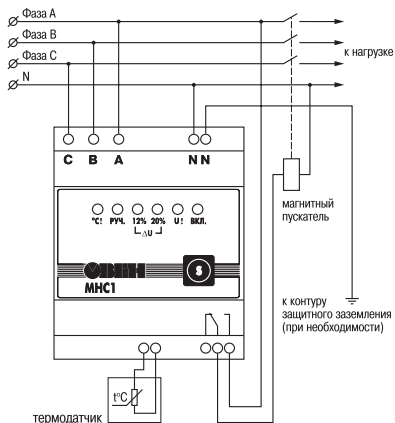 Фаза А
Фаза В
Фаза С
N
к нагрузке
C B A N N
магнитный
пускатель
°C! РУЧ. 12% 20% U! ВКЛ.
ΔU
ОВЕН
S
МНС1
к контуру
защитного заземления
(при необходимости)
t°C
термодатчик